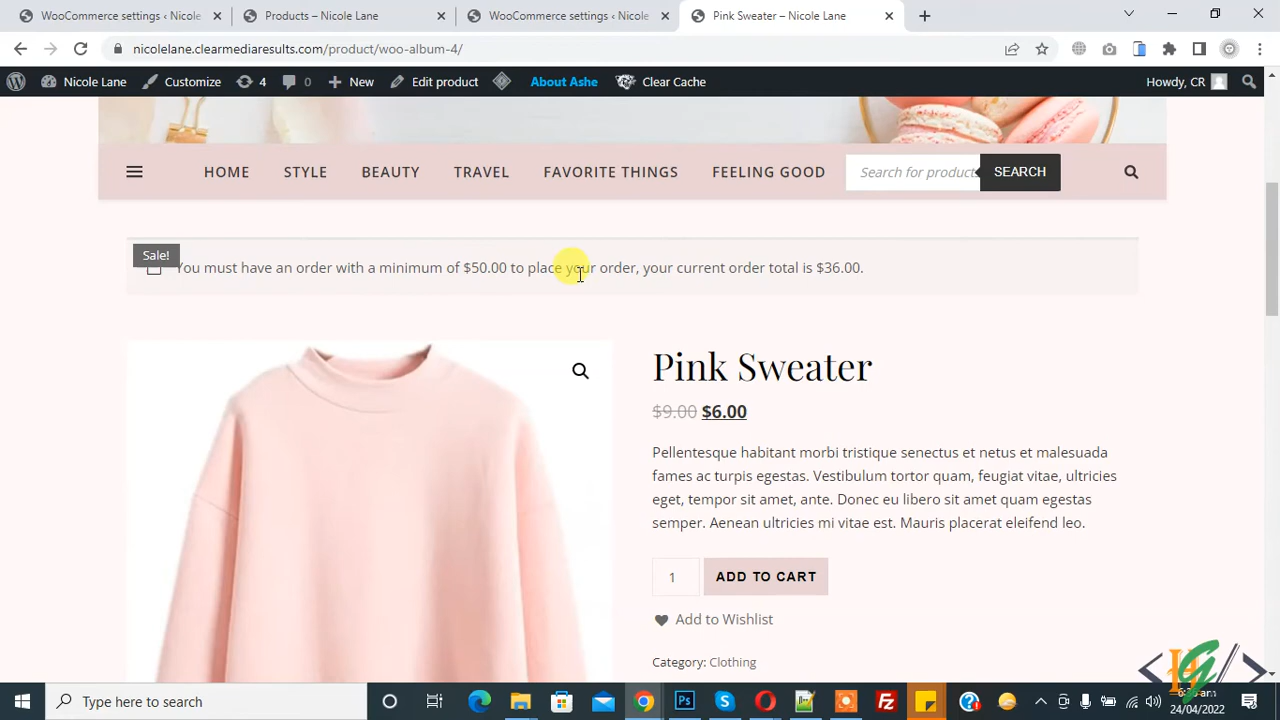 WooCommerce settings ‹ Nicole
Products – Nicole Lane
WooCommerce settings ‹ Nicole
Pink Sweater – Nicole Lane
nicolelane.clearmediaresults.com/product/woo-album-4/
Nicole Lane
Customize
4
0
New
Edit product
About Ashe
Clear Cache
Howdy, CR
HOME
STYLE
BEAUTY
TRAVEL
FAVORITE THINGS
FEELING GOOD
Search for product
SEARCH
Sale!
You must have an order with a minimum of $50.00 to place your order, your current order total is $36.00.
Pink Sweater
$9.00 $6.00
Pellentesque habitant morbi tristique senectus et netus et malesuada
fames ac turpis egestas. Vestibulum tortor quam, feugiat vitae, ultricies
eget, tempor sit amet, ante. Donec eu libero sit amet quam egestas
semper. Aenean ultricies mi vitae est. Mauris placerat eleifend leo.
1
ADD TO CART
Add to Wishlist
Category: Clothing
Type here to search
24/04/2022